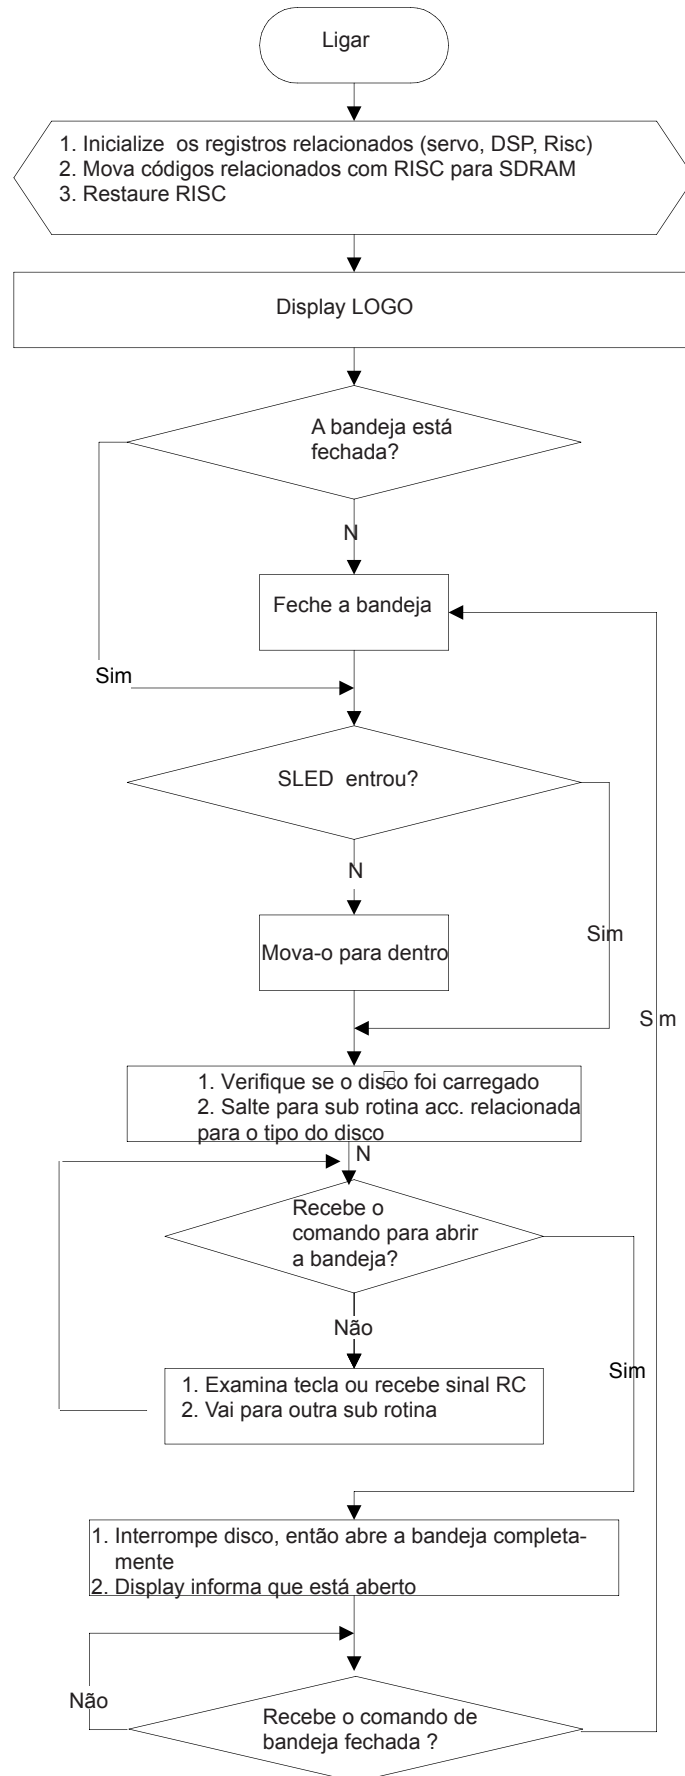 Ligar
1. Inicialize os registros relacionados (servo, DSP, Risc)
2. Mova códigos relacionados com RISC para SDRAM
3. Restaure RISC
Display LOGO
A bandeja está
fechada?
N
Feche a bandeja
Sim
SLED entrou?
N
Sim
Mova-o para dentro
Sim
1. Verifique se o disco foi carregado
2. Salte para sub rotina acc. relacionada
para o tipo do disco
N
Recebe o
comando para abrir
a bandeja?
Não
Sim
1. Examina tecla ou recebe sinal RC
2. Vai para outra sub rotina
1. Interrompe disco, então abre a bandeja completa-
mente
2. Display informa que está aberto
Não
Recebe o comando de
bandeja fechada ?